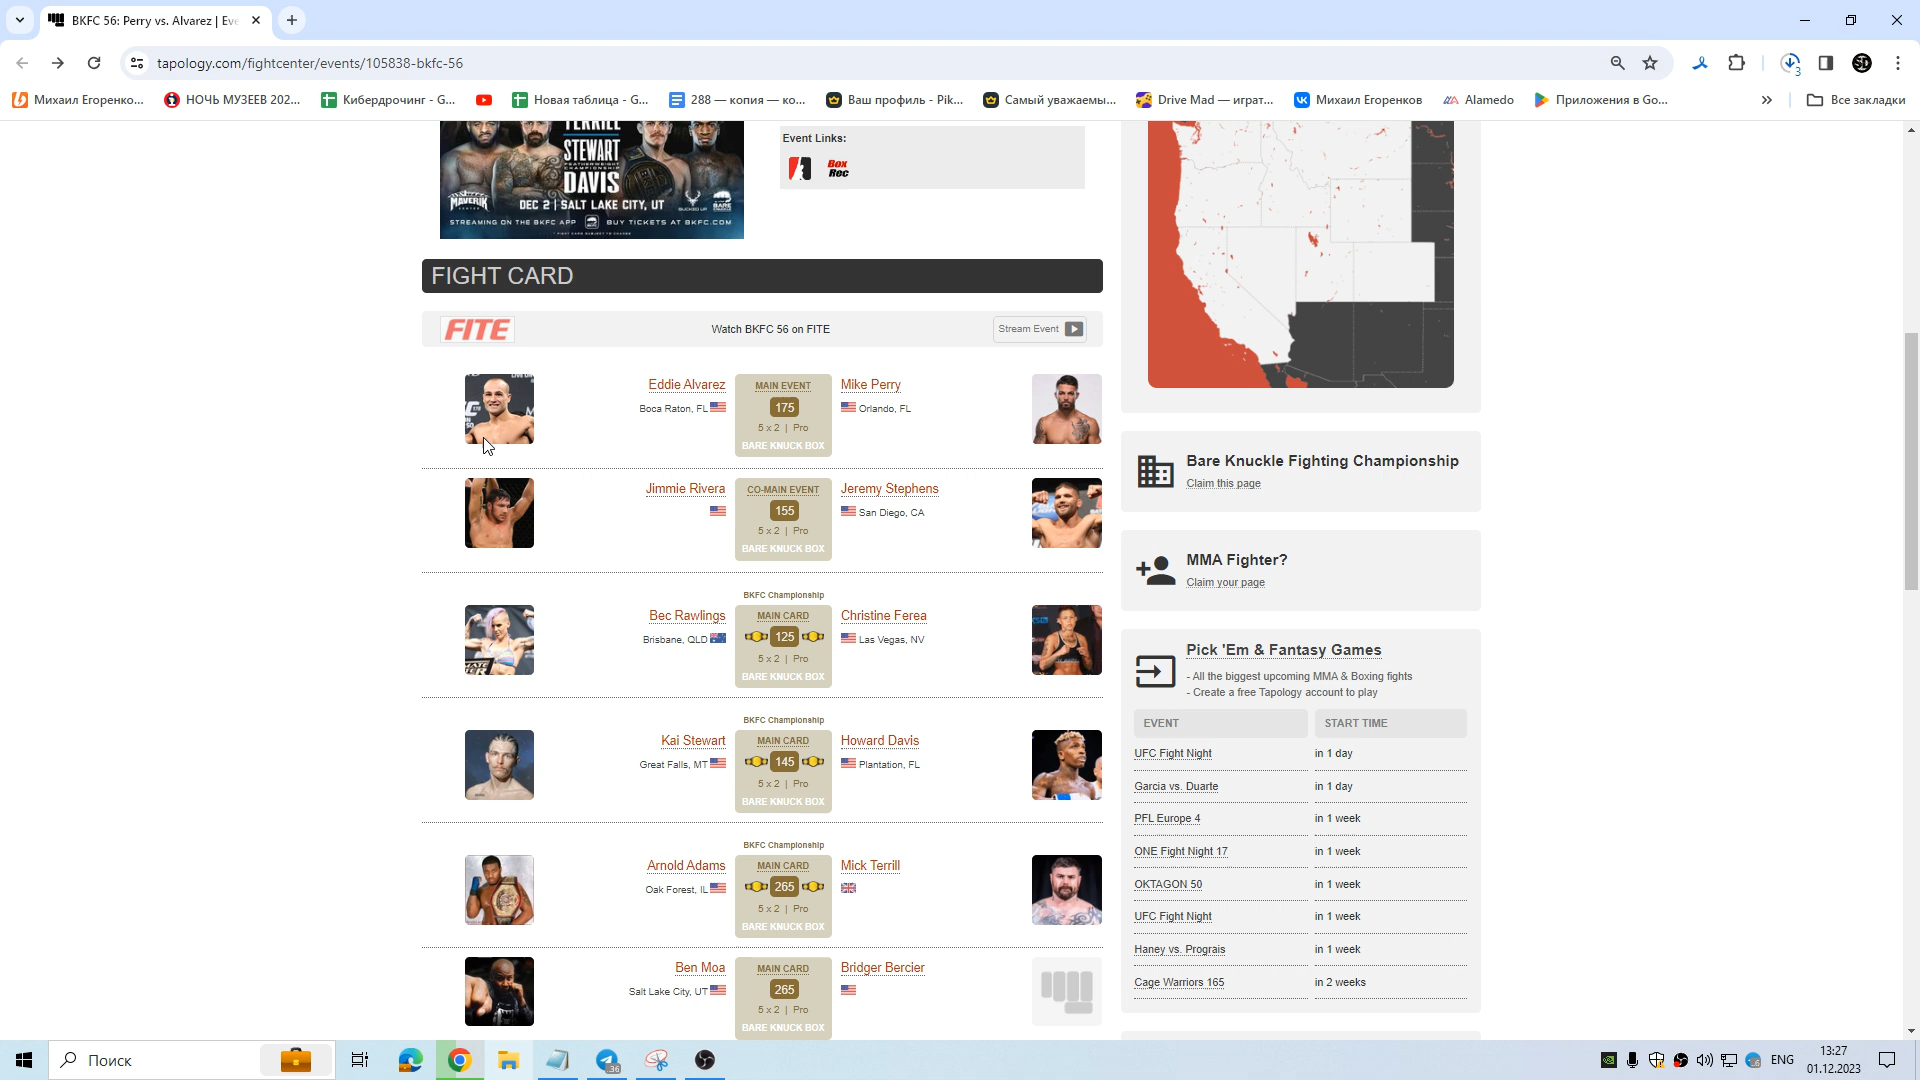 BKFC 56: Perry vs. Alvarez | Eve
tapology.com/fightcenter/events/105838-bkfc-56
3
SD
Михаил Егоренко...
НОЧЬ МУЗЕЕВ 202...
Кибердрочинг - G...
Новая таблица - G...
288 — копия — ко...
Ваш профиль - Pik...
Самый уважаемы...
Drive Mad — играт...
Михаил Егоренков
Alamedo
Приложения в Go...
»
Все закладки
TERRILL
STEWART
FEATHERWEIGHT
CHAMPIONSHIP
DAVIS
MAVERIK
DEC 2 | SALT LAKE CITY, UT
STREAMING ON THE BKFC APP
BUY TICKETS AT BKFC.COM
Event Links:
Box
Rec
FIGHT CARD
FITE
Watch BKFC 56 on FITE
Stream Event
Eddie Alvarez
MAIN EVENT
Mike Perry
Boca Raton, FL
175
Orlando, FL
5 x 2 | Pro
BARE KNUCK BOX
Jimmie Rivera
CO-MAIN EVENT
Jeremy Stephens
155
San Diego, CA
5 x 2 | Pro
BARE KNUCK BOX
BKFC Championship
Bec Rawlings
MAIN CARD
Christine Ferea
Brisbane, QLD
125
Las Vegas, NV
5 x 2 | Pro
BARE KNUCK BOX
BKFC Championship
Kai Stewart
MAIN CARD
Howard Davis
Great Falls, MT
145
Plantation, FL
5 x 2 | Pro
BARE KNUCK BOX
BKFC Championship
Arnold Adams
MAIN CARD
Mick Terrill
Oak Forest, IL
265
5 x 2 | Pro
BARE KNUCK BOX
Ben Moa
MAIN CARD
Bridger Bercier
Salt Lake City, UT
265
5 x 2 | Pro
BARE KNUCK BOX
Bare Knuckle Fighting Championship
Claim this page
MMA Fighter?
Claim your page
Pick 'Em & Fantasy Games
- All the biggest upcoming MMA & Boxing fights
- Create a free Tapology account to play
EVENT
START TIME
UFC Fight Night
in 1 day
Garcia vs. Duarte
in 1 day
PFL Europe 4
in 1 week
ONE Fight Night 17
in 1 week
OKTAGON 50
in 1 week
UFC Fight Night
in 1 week
Haney vs. Prograis
in 1 week
Cage Warriors 165
in 2 weeks
Поиск
36
ENG
13:27
01.12.2023